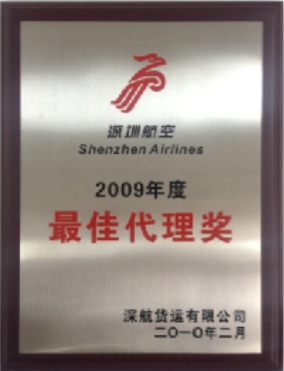 深圳航空
Shenzhen Airlines
2009年度
最佳代理奖
深航货运有限公司
二〇一〇年二月